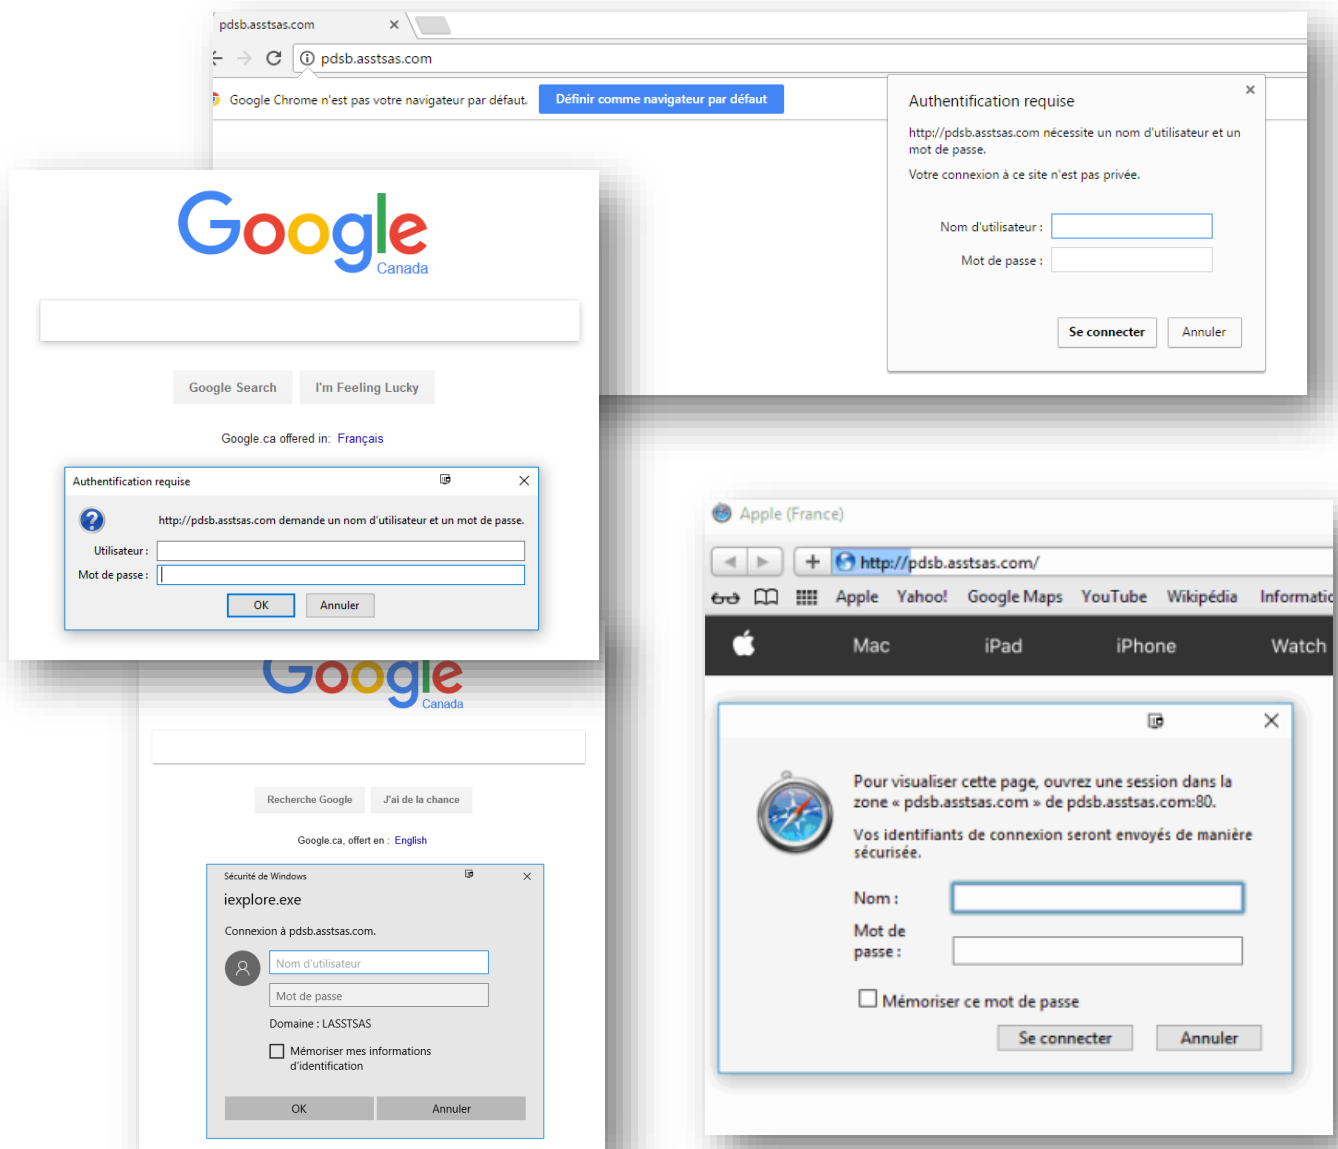 pdsb.asstsas.com
pdsb.asstsas.com
Google Chrome n'est pas votre navigateur par défaut. Définir comme navigateur par défaut
Authentification requise
http://pdsb.asstsas.com nécessite un nom d'utilisateur et un
mot de passe.
Votre connexion à ce site n'est pas privée.
Nom d'utilisateur :
Mot de passe :
Se connecter Annuler
Google
Canada
Google Search I'm Feeling Lucky
Google.ca offered in: Français
Authentification requise
http://pdsb.asstsas.com demande un nom d'utilisateur et un mot de passe.
Utilisateur :
Mot de passe :
OK Annuler
Google
Canada
Recherche Google J'ai de la chance
Google.ca, offert en : English
Sécurité de Windows
iexplore.exe
Connexion à pdsb.asstsas.com.
Nom d'utilisateur
Mot de passe
Domaine : LASSTSAS
Mémoriser mes informations
d'identification
OK Annuler
Apple (France)
http://pdsb.asstsas.com/
Apple Yahoo! Google Maps YouTube Wikipédia Informatic
Mac iPad iPhone Watch
Pour visualiser cette page, ouvrez une session dans la
zone « pdsb.asstsas.com » de pdsb.asstsas.com:80.
Vos identifiants de connexion seront envoyés de manière
sécurisée.
Nom :
Mot de
passe :
Mémoriser ce mot de passe
Se connecter Annuler